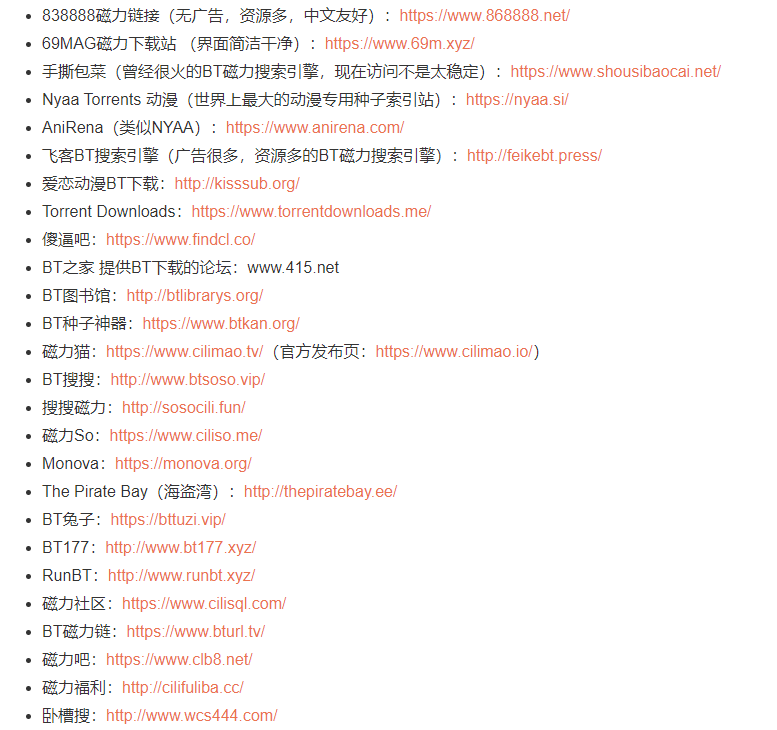 838888磁力链接（无广告，资源多，中文友好）：https://www.868888.net/
69MAG磁力下载站 （界面简洁干净）：https://www.69m.xyz/
手撕包菜（曾经很火的BT磁力搜索引擎，现在访问不是太稳定）：https://www.shousibaocai.net/
Nyaa Torrents 动漫（世界上最大的动漫专用种子索引站）：https://nyaa.si/
AniRena（类似NYAA）：https://www.anirena.com/
飞客BT搜索引擎（广告很多，资源多的BT磁力搜索引擎）：http://feikebt.press/
爱恋动漫BT下载：http://kisssub.org/
Torrent Downloads：https://www.torrentdownloads.me/
傻逼吧：https://www.findcl.co/
BT之家 提供BT下载的论坛：www.415.net
BT图书馆：http://btlibrarys.org/
BT种子神器：https://www.btkan.org/
磁力猫：https://www.cilimao.tv/（官方发布页：https://www.cilimao.io/）
BT搜搜：http://www.btsoso.vip/
搜搜磁力：http://sosocili.fun/
磁力So：https://www.ciliso.me/
Monova：https://monova.org/
The Pirate Bay（海盗湾）：http://thepiratebay.ee/
BT兔子：https://bttuzi.vip/
BT177：http://www.bt177.xyz/
RunBT：http://www.runbt.xyz/
磁力社区：https://www.cilisql.com/
BT磁力链：https://www.bturl.tv/
磁力吧：https://www.clb8.net/
磁力福利：http://cilifuliba.cc/
卧槽搜：http://www.wcs444.com/